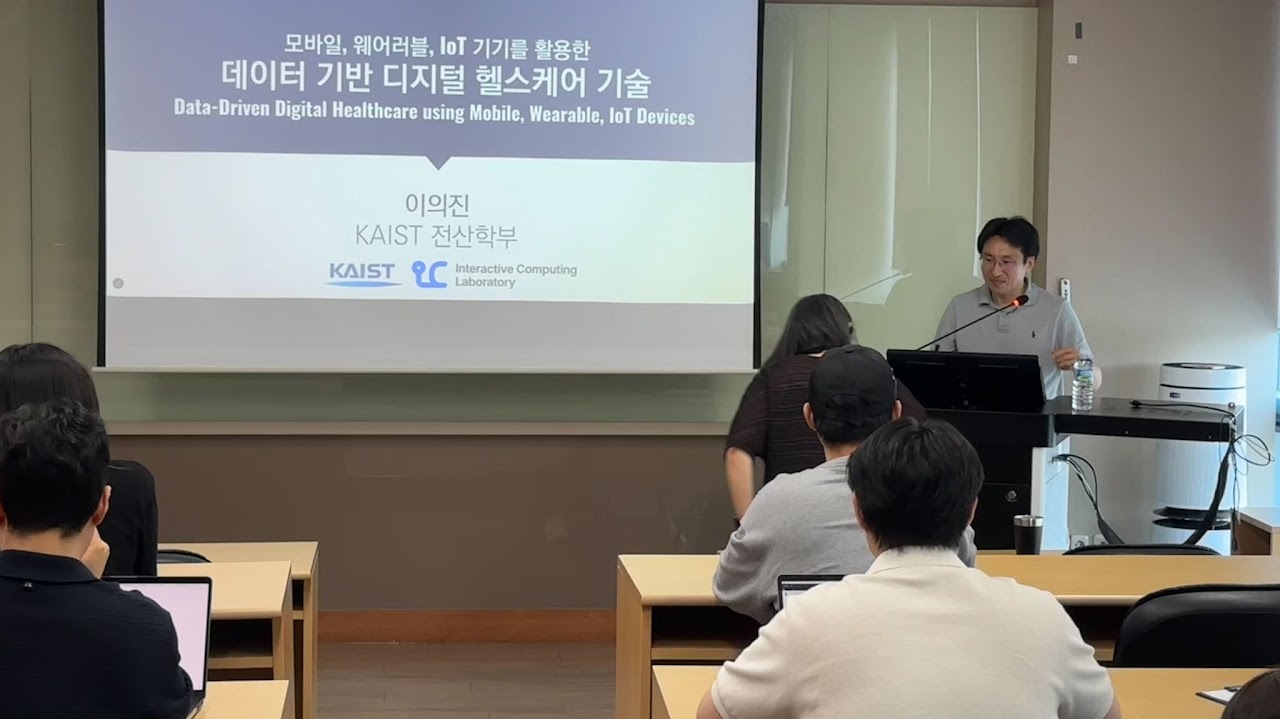 모바일, 웨어러블, IoT 기기를 활용한
데이터 기반 디지털 헬스케어 기술
Data-Driven Digital Healthcare using Mobile, Wearable, IoT Devices
이의진
KAIST 전산학부
KAIST
Interactive Computing
Laboratory